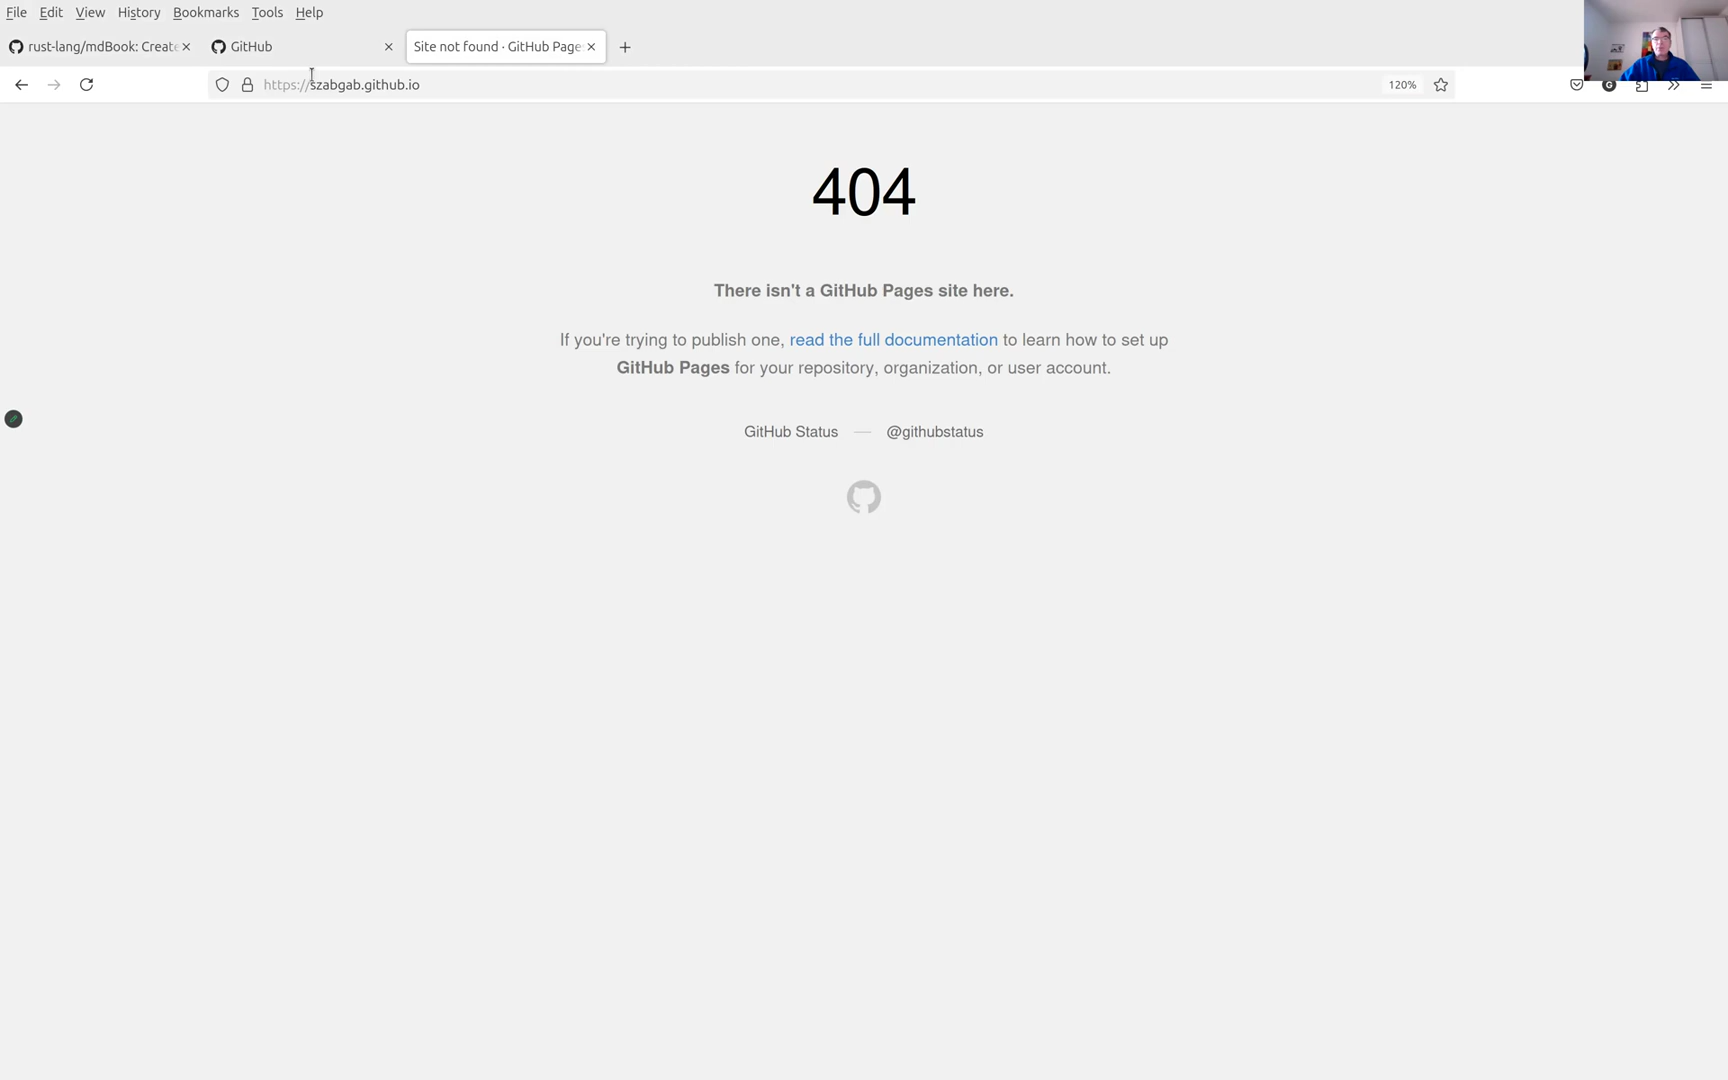 File Edit View History Bookmarks Tools Help
rust-lang/mdBook: Create
GitHub
Site not found · GitHub Page
https://szabgab.github.io
120%
404
There isn't a GitHub Pages site here.
If you're trying to publish one, read the full documentation to learn how to set up
GitHub Pages for your repository, organization, or user account.
GitHub Status — @githubstatus